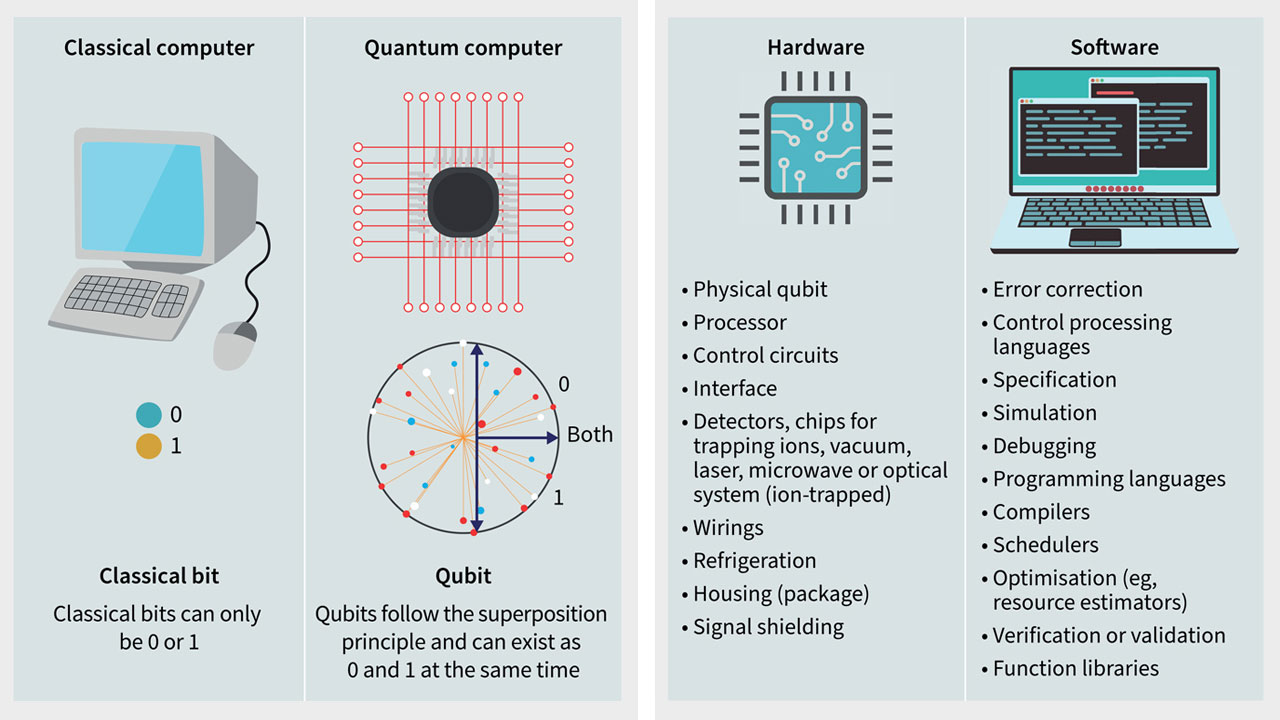 Classical computer
0
1
Classical bit
Classical bits can only
be 0 or 1
Quantum computer
0
Both
1
Qubit
Qubits follow the superposition
principle and can exist as
0 and 1 at the same time
Hardware
• Physical qubit
• Processor
• Control circuits
• Interface
• Detectors, chips for
trapping ions, vacuum,
laser, microwave or optical
system (ion-trapped)
• Wirings
• Refrigeration
• Housing (package)
• Signal shielding
Software
• Error correction
• Control processing
languages
• Specification
• Simulation
• Debugging
• Programming languages
• Compilers
• Schedulers
• Optimisation (eg,
resource estimators)
• Verification or validation
• Function libraries